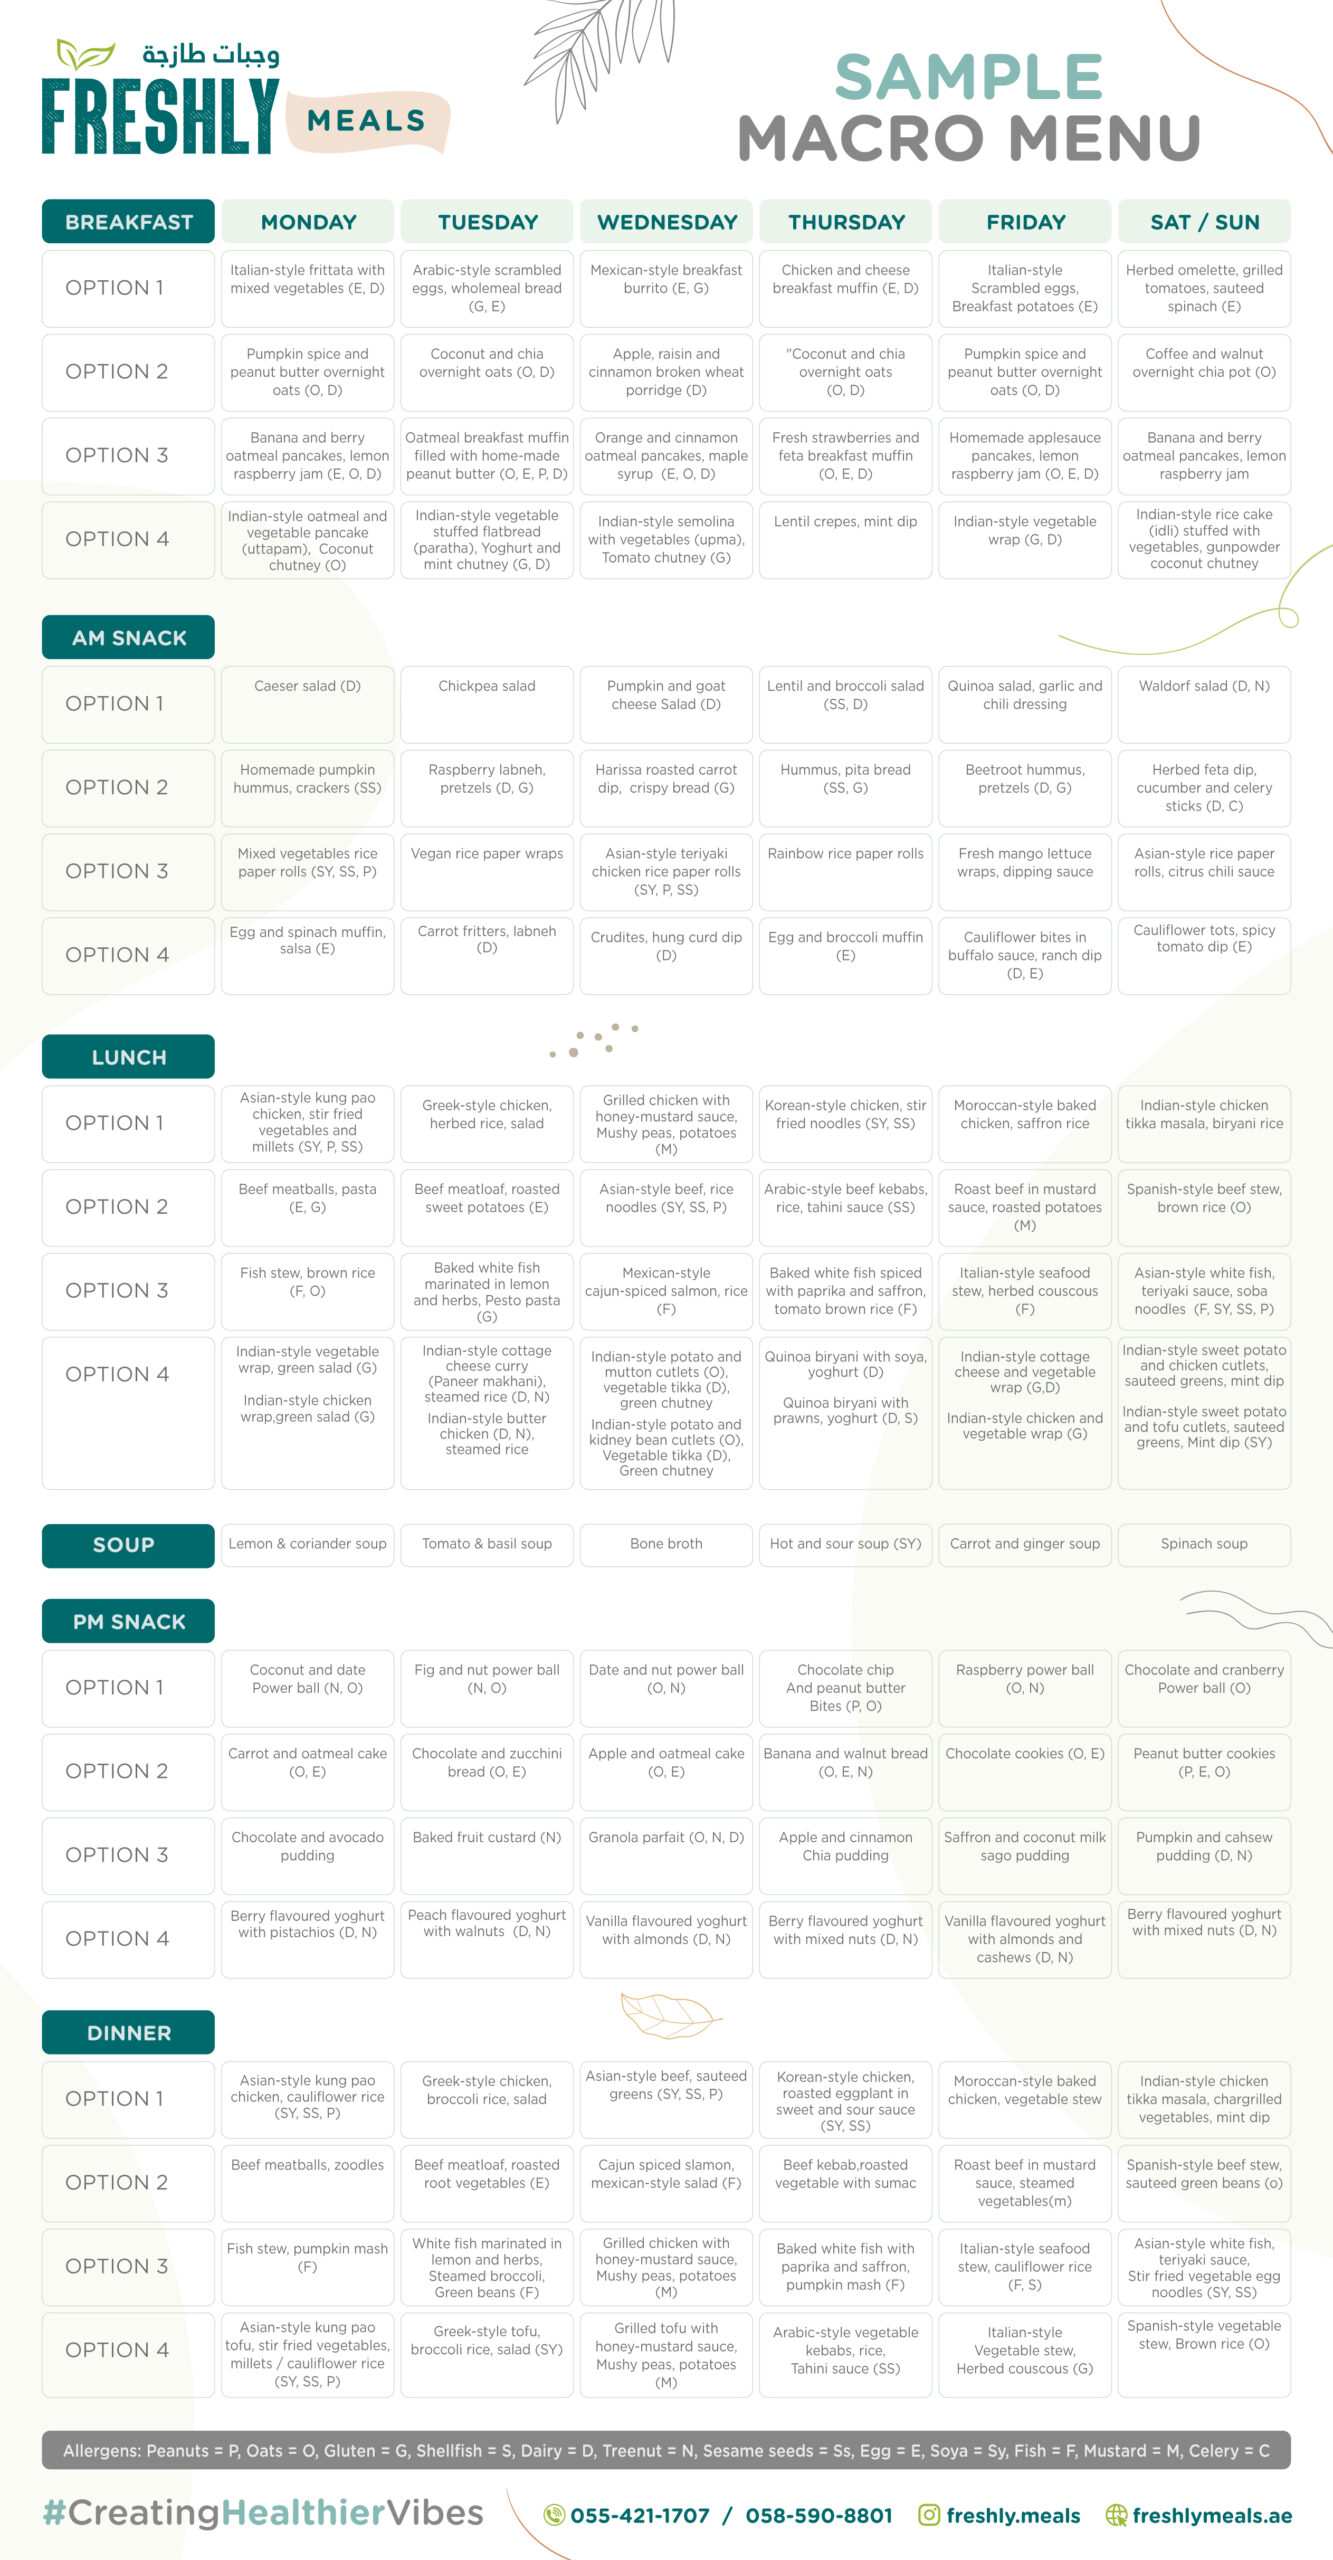 وجبات طازجة
FRESHLY
MEALS
SAMPLE
MACRO MENU
BREAKFAST
MONDAY
TUESDAY
WEDNESDAY
THURSDAY
FRIDAY
SAT / SUN
OPTION 1
Italian-style frittata with
mixed vegetables (E, D)
Arabic-style scrambled
eggs, wholemeal bread
(G, E)
Mexican-style breakfast
burrito (E, G)
Chicken and cheese
breakfast muffin (E, D)
Italian-style
Scrambled eggs,
Breakfast potatoes (E)
Herbed omelette, grilled
tomatoes, sauteed
spinach (E)
OPTION 2
Pumpkin spice and
peanut butter overnight
oats (O, D)
Coconut and chia
overnight oats (O, D)
Apple, raisin and
cinnamon broken wheat
porridge (D)
"Coconut and chia
overnight oats
(O, D)
Pumpkin spice and
peanut butter overnight
oats (O, D)
Coffee and walnut
overnight chia pot (O)
OPTION 3
Banana and berry
oatmeal pancakes, lemon
raspberry jam (E, O, D)
Oatmeal breakfast muffin
filled with home-made
peanut butter (O, E, P, D)
Orange and cinnamon
oatmeal pancakes, maple
syrup (E, O, D)
Fresh strawberries and
feta breakfast muffin
(O, E, D)
Homemade applesauce
pancakes, lemon
raspberry jam (O, E, D)
Banana and berry
oatmeal pancakes, lemon
raspberry jam
OPTION 4
Indian-style oatmeal and
vegetable pancake
(uttapam), Coconut
chutney (O)
Indian-style vegetable
stuffed flatbread
(paratha), Yoghurt and
mint chutney (G, D)
Indian-style semolina
with vegetables (upma),
Tomato chutney (G)
Lentil crepes, mint dip
Indian-style vegetable
wrap (G, D)
Indian-style rice cake
(idli) stuffed with
vegetables, gunpowder
coconut chutney
AM SNACK
OPTION 1
Caeser salad (D)
Chickpea salad
Pumpkin and goat
cheese Salad (D)
Lentil and broccoli salad
(SS, D)
Quinoa salad, garlic and
chili dressing
Waldorf salad (D, N)
OPTION 2
Homemade pumpkin
hummus, crackers (SS)
Raspberry labneh,
pretzels (D, G)
Harissa roasted carrot
dip, crispy bread (G)
Hummus, pita bread
(SS, G)
Beetroot hummus,
pretzels (D, G)
Herbed feta dip,
cucumber and celery
sticks (D, C)
OPTION 3
Mixed vegetables rice
paper rolls (SY, SS, P)
Vegan rice paper wraps
Asian-style teriyaki
chicken rice paper rolls
(SY, P, SS)
Rainbow rice paper rolls
Fresh mango lettuce
wraps, dipping sauce
Asian-style rice paper
rolls, citrus chili sauce
OPTION 4
Egg and spinach muffin,
salsa (E)
Carrot fritters, labneh
(D)
Crudites, hung curd dip
(D)
Egg and broccoli muffin
(E)
Cauliflower bites in
buffalo sauce, ranch dip
(D, E)
Cauliflower tots, spicy
tomato dip (E)
LUNCH
OPTION 1
Asian-style kung pao
chicken, stir fried
vegetables and
millets (SY, P, SS)
Greek-style chicken,
herbed rice, salad
Grilled chicken with
honey-mustard sauce,
Mushy peas, potatoes
(M)
Korean-style chicken, stir
fried noodles (SY, SS)
Moroccan-style baked
chicken, saffron rice
Indian-style chicken
tikka masala, biryani rice
OPTION 2
Beef meatballs, pasta
(E, G)
Beef meatloaf, roasted
sweet potatoes (E)
Asian-style beef, rice
noodles (SY, SS, P)
Arabic-style beef kebabs,
rice, tahini sauce (SS)
Roast beef in mustard
sauce, roasted potatoes
(M)
Spanish-style beef stew,
brown rice (O)
OPTION 3
Fish stew, brown rice
(F, O)
Baked white fish
marinated in lemon
and herbs, Pesto pasta
(G)
Mexican-style
cajun-spiced salmon, rice
(F)
Baked white fish spiced
with paprika and saffron,
tomato brown rice (F)
Italian-style seafood
stew, herbed couscous
(F)
Asian-style white fish,
teriyaki sauce, soba
noodles (F, SY, SS, P)
OPTION 4
Indian-style vegetable
wrap, green salad (G)
Indian-style chicken
wrap,green salad (G)
Indian-style cottage
cheese curry
(Paneer makhani),
steamed rice (D, N)
Indian-style butter
chicken (D, N),
steamed rice
Indian-style potato and
mutton cutlets (O),
vegetable tikka (D),
green chutney
Indian-style potato and
kidney bean cutlets (O),
Vegetable tikka (D),
Green chutney
Quinoa biryani with soya,
yoghurt (D)
Quinoa biryani with
prawns, yoghurt (D, S)
Indian-style cottage
cheese and vegetable
wrap (G,D)
Indian-style chicken and
vegetable wrap (G)
Indian-style sweet potato
and chicken cutlets,
sauteed greens, mint dip
Indian-style sweet potato
and tofu cutlets, sauteed
greens, Mint dip (SY)
SOUP
Lemon & coriander soup
Tomato & basil soup
Bone broth
Hot and sour soup (SY)
Carrot and ginger soup
Spinach soup
PM SNACK
OPTION 1
Coconut and date
Power ball (N, O)
Fig and nut power ball
(N, O)
Date and nut power ball
(O, N)
Chocolate chip
And peanut butter
Bites (P, O)
Raspberry power ball
(O, N)
Chocolate and cranberry
Power ball (O)
OPTION 2
Carrot and oatmeal cake
(O, E)
Chocolate and zucchini
bread (O, E)
Apple and oatmeal cake
(O, E)
Banana and walnut bread
(O, E, N)
Chocolate cookies (O, E)
Peanut butter cookies
(P, E, O)
OPTION 3
Chocolate and avocado
pudding
Baked fruit custard (N)
Granola parfait (O, N, D)
Apple and cinnamon
Chia pudding
Saffron and coconut milk
sago pudding
Pumpkin and cahsew
pudding (D, N)
OPTION 4
Berry flavoured yoghurt
with pistachios (D, N)
Peach flavoured yoghurt
with walnuts (D, N)
Vanilla flavoured yoghurt
with almonds (D, N)
Berry flavoured yoghurt
with mixed nuts (D, N)
Vanilla flavoured yoghurt
with almonds and
cashews (D, N)
Berry flavoured yoghurt
with mixed nuts (D, N)
DINNER
OPTION 1
Asian-style kung pao
chicken, cauliflower rice
(SY, SS, P)
Greek-style chicken,
broccoli rice, salad
Asian-style beef, sauteed
greens (SY, SS, P)
Korean-style chicken,
roasted eggplant in
sweet and sour sauce
(SY, SS)
Moroccan-style baked
chicken, vegetable stew
Indian-style chicken
tikka masala, chargrilled
vegetables, mint dip
OPTION 2
Beef meatballs, zoodles
Beef meatloaf, roasted
root vegetables (E)
Cajun spiced slamon,
mexican-style salad (F)
Beef kebab,roasted
vegetable with sumac
Roast beef in mustard
sauce, steamed
vegetables(m)
Spanish-style beef stew,
sauteed green beans (o)
OPTION 3
Fish stew, pumpkin mash
(F)
White fish marinated in
lemon and herbs,
Steamed broccoli,
Green beans (F)
Grilled chicken with
honey-mustard sauce,
Mushy peas, potatoes
(M)
Baked white fish with
paprika and saffron,
pumpkin mash (F)
Italian-style seafood
stew, cauliflower rice
(F, S)
Asian-style white fish,
teriyaki sauce,
Stir fried vegetable egg
noodles (SY, SS)
OPTION 4
Asian-style kung pao
tofu, stir fried vegetables,
millets / cauliflower rice
(SY, SS, P)
Greek-style tofu,
broccoli rice, salad (SY)
Grilled tofu with
honey-mustard sauce,
Mushy peas, potatoes
(M)
Arabic-style vegetable
kebabs, rice,
Tahini sauce (SS)
Italian-style
Vegetable stew,
Herbed couscous (G)
Spanish-style vegetable
stew, Brown rice (O)
Allergens: Peanuts = P, Oats = O, Gluten = G, Shellfish = S, Dairy = D, Treenut = N, Sesame seeds = Ss, Egg = E, Soya = Sy, Fish = F, Mustard = M, Celery = C
#CreatingHealthierVibes
055-421-1707 / 058-590-8801
freshly.meals
freshlymeals.ae